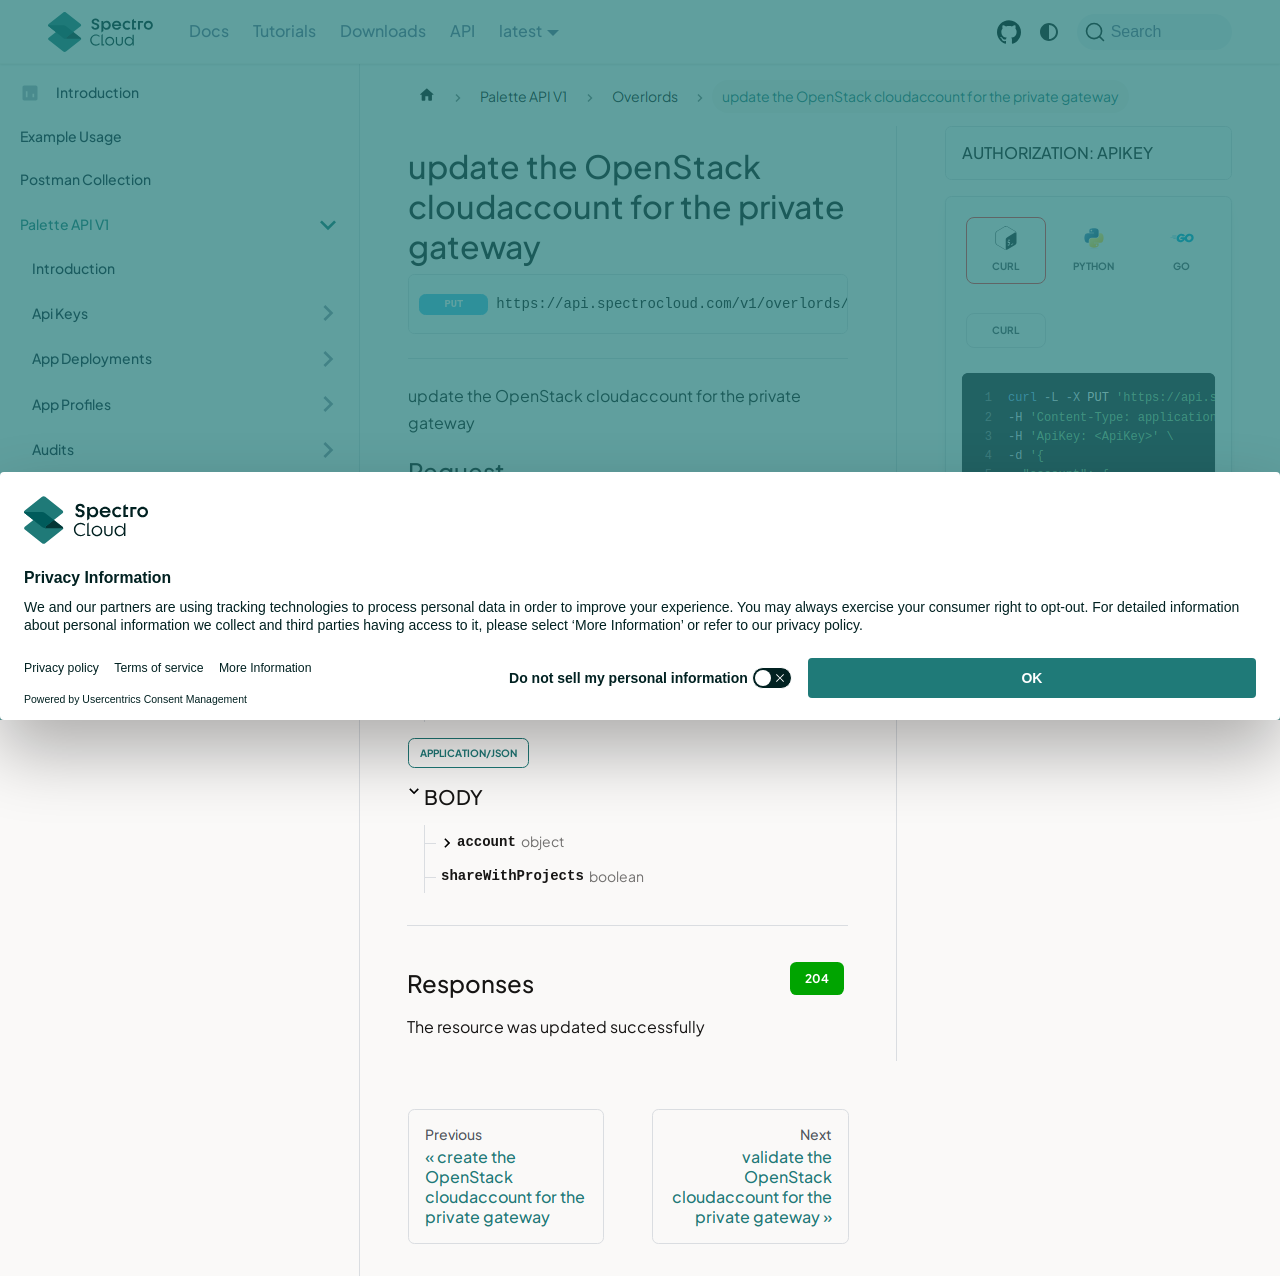 Spectro Cloud
Docs
Tutorials
Downloads
API
latest
Search
Introduction
Example Usage
Postman Collection
Palette API V1
Introduction
Api Keys
App Deployments
App Profiles
Audits
Palette API V1
Overlords
update the OpenStack cloudaccount for the private gateway
update the OpenStack
cloudaccount for the private
gateway
PUT https://api.spectrocloud.com/v1/overlords/
update the OpenStack cloudaccount for the private
gateway
Request
AUTHORIZATION: APIKEY
CURL
PYTHON
GO
CURL
1 curl -L -X PUT 'https://api.s
2 -H 'Content-Type: application
3 -H 'ApiKey: <ApiKey>' \
4 -d '{
Spectro
Cloud
Privacy Information
We and our partners are using tracking technologies to process personal data in order to improve your experience. You may always exercise your consumer right to opt-out. For detailed information
about personal information we collect and third parties having access to it, please select ‘More Information’ or refer to our privacy policy.
Privacy policy
Terms of service
More Information
Powered by Usercentrics Consent Management
Do not sell my personal information
OK
APPLICATION/JSON
BODY
account object
shareWithProjects boolean
Responses
204
The resource was updated successfully
Previous
« create the
OpenStack
cloudaccount for the
private gateway
Next
validate the
OpenStack
cloudaccount for the
private gateway »